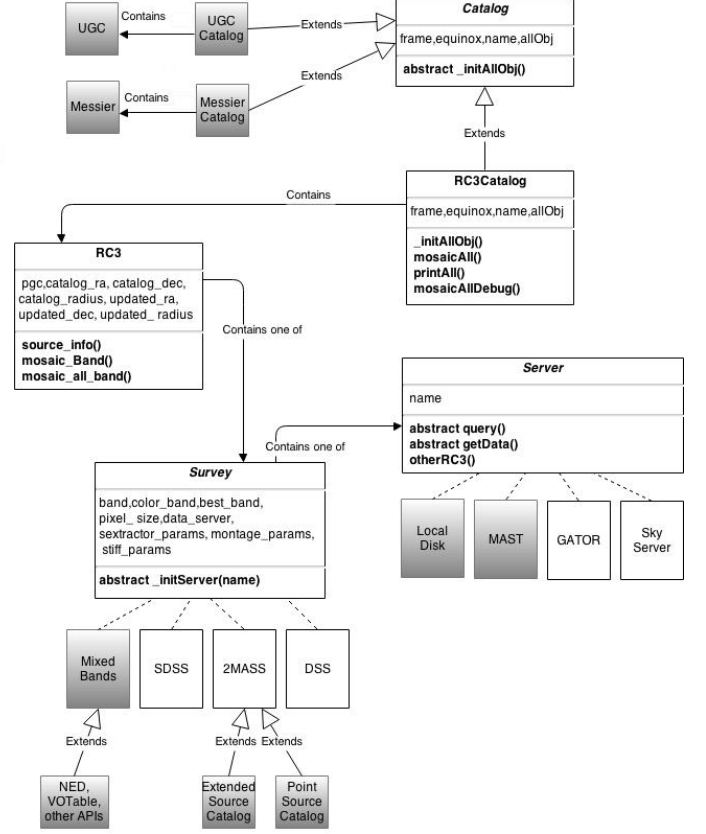 Catalog
frame,equinox,name,allObj
abstract _initAllObj()
UGC
Contains
UGC
Catalog
Extends
Messier
Contains
Messier
Catalog
Extends
Extends
RC3Catalog
frame,equinox,name,allObj
_initAllObj()
mosaicAll()
printAll()
mosaicAllDebug()
Contains
RC3
pgc,catalog_ra, catalog_dec,
catalog_radius, updated_ra,
updated_dec, updated_ radius
source_info()
mosaic_Band()
mosaic_all_band()
Contains one of
Server
name
abstract query()
abstract getData()
otherRC3()
Contains one of
Survey
band,color_band,best_band,
pixel_ size,data_server,
sextractor_params, montage_params,
stiff_params
abstract _initServer(name)
Local
Disk
MAST
GATOR
Sky
Server
Mixed
Bands
SDSS
2MASS
DSS
Extends
Extends
Extends
NED,
VOTable,
other APIs
Extended
Source
Catalog
Point
Source
Catalog